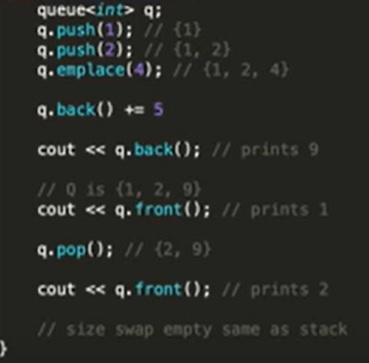 queue<int> q;
q.push(1); // {1}
q.push(2); // {1, 2}
q.emplace(4); // {1, 2, 4}
q.back() += 5
cout << q.back(); // prints 9
// Q is {1, 2, 9}
cout << q.front(); // prints 1
q.pop(); // {2, 9}
cout << q.front(); // prints 2
// size swap empty same as stack
}